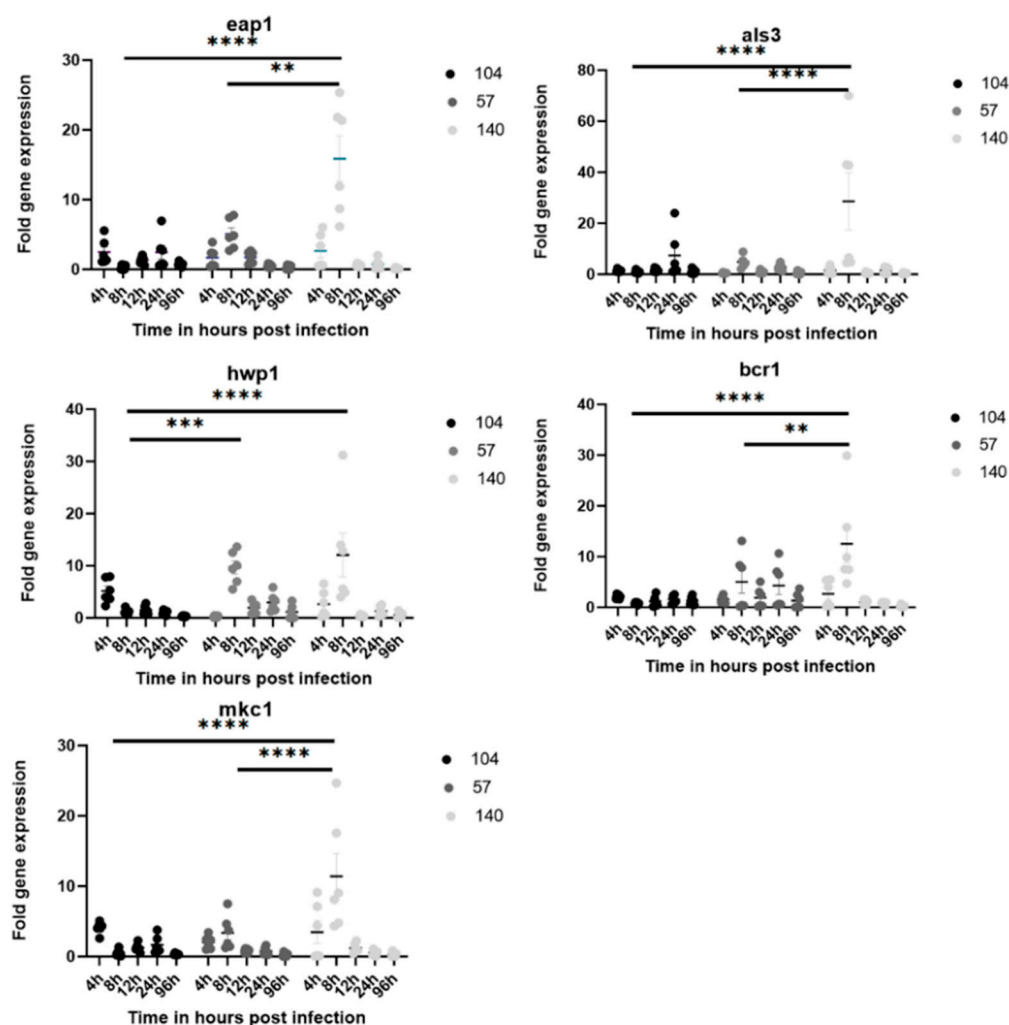 eap1
****
**
30
20
10
0
Fold gene expression
4h 8h 12h 24h 96h 4h 8h 12h 24h 96h 4h 8h 12h 24h 96h
Time in hours post infection
104
57
140
als3
****
****
80
60
40
20
0
Fold gene expression
4h 8h 12h 24h 96h 4h 8h 12h 24h 96h 4h 8h 12h 24h 96h
Time in hours post infection
104
57
140
hwp1
****
***
40
30
20
10
0
Fold gene expression
4h 8h 12h 24h 96h 4h 8h 12h 24h 96h 4h 8h 12h 24h 96h
Time in hours post infection
104
57
140
bcr1
****
**
40
30
20
10
0
Fold gene expression
4h 8h 12h 24h 96h 4h 8h 12h 24h 96h 4h 8h 12h 24h 96h
Time in hours post infection
104
57
140
mkc1
****
****
30
20
10
0
Fold gene expression
4h 8h 12h 24h 96h 4h 8h 12h 24h 96h 4h 8h 12h 24h 96h
Time in hours post infection
104
57
140